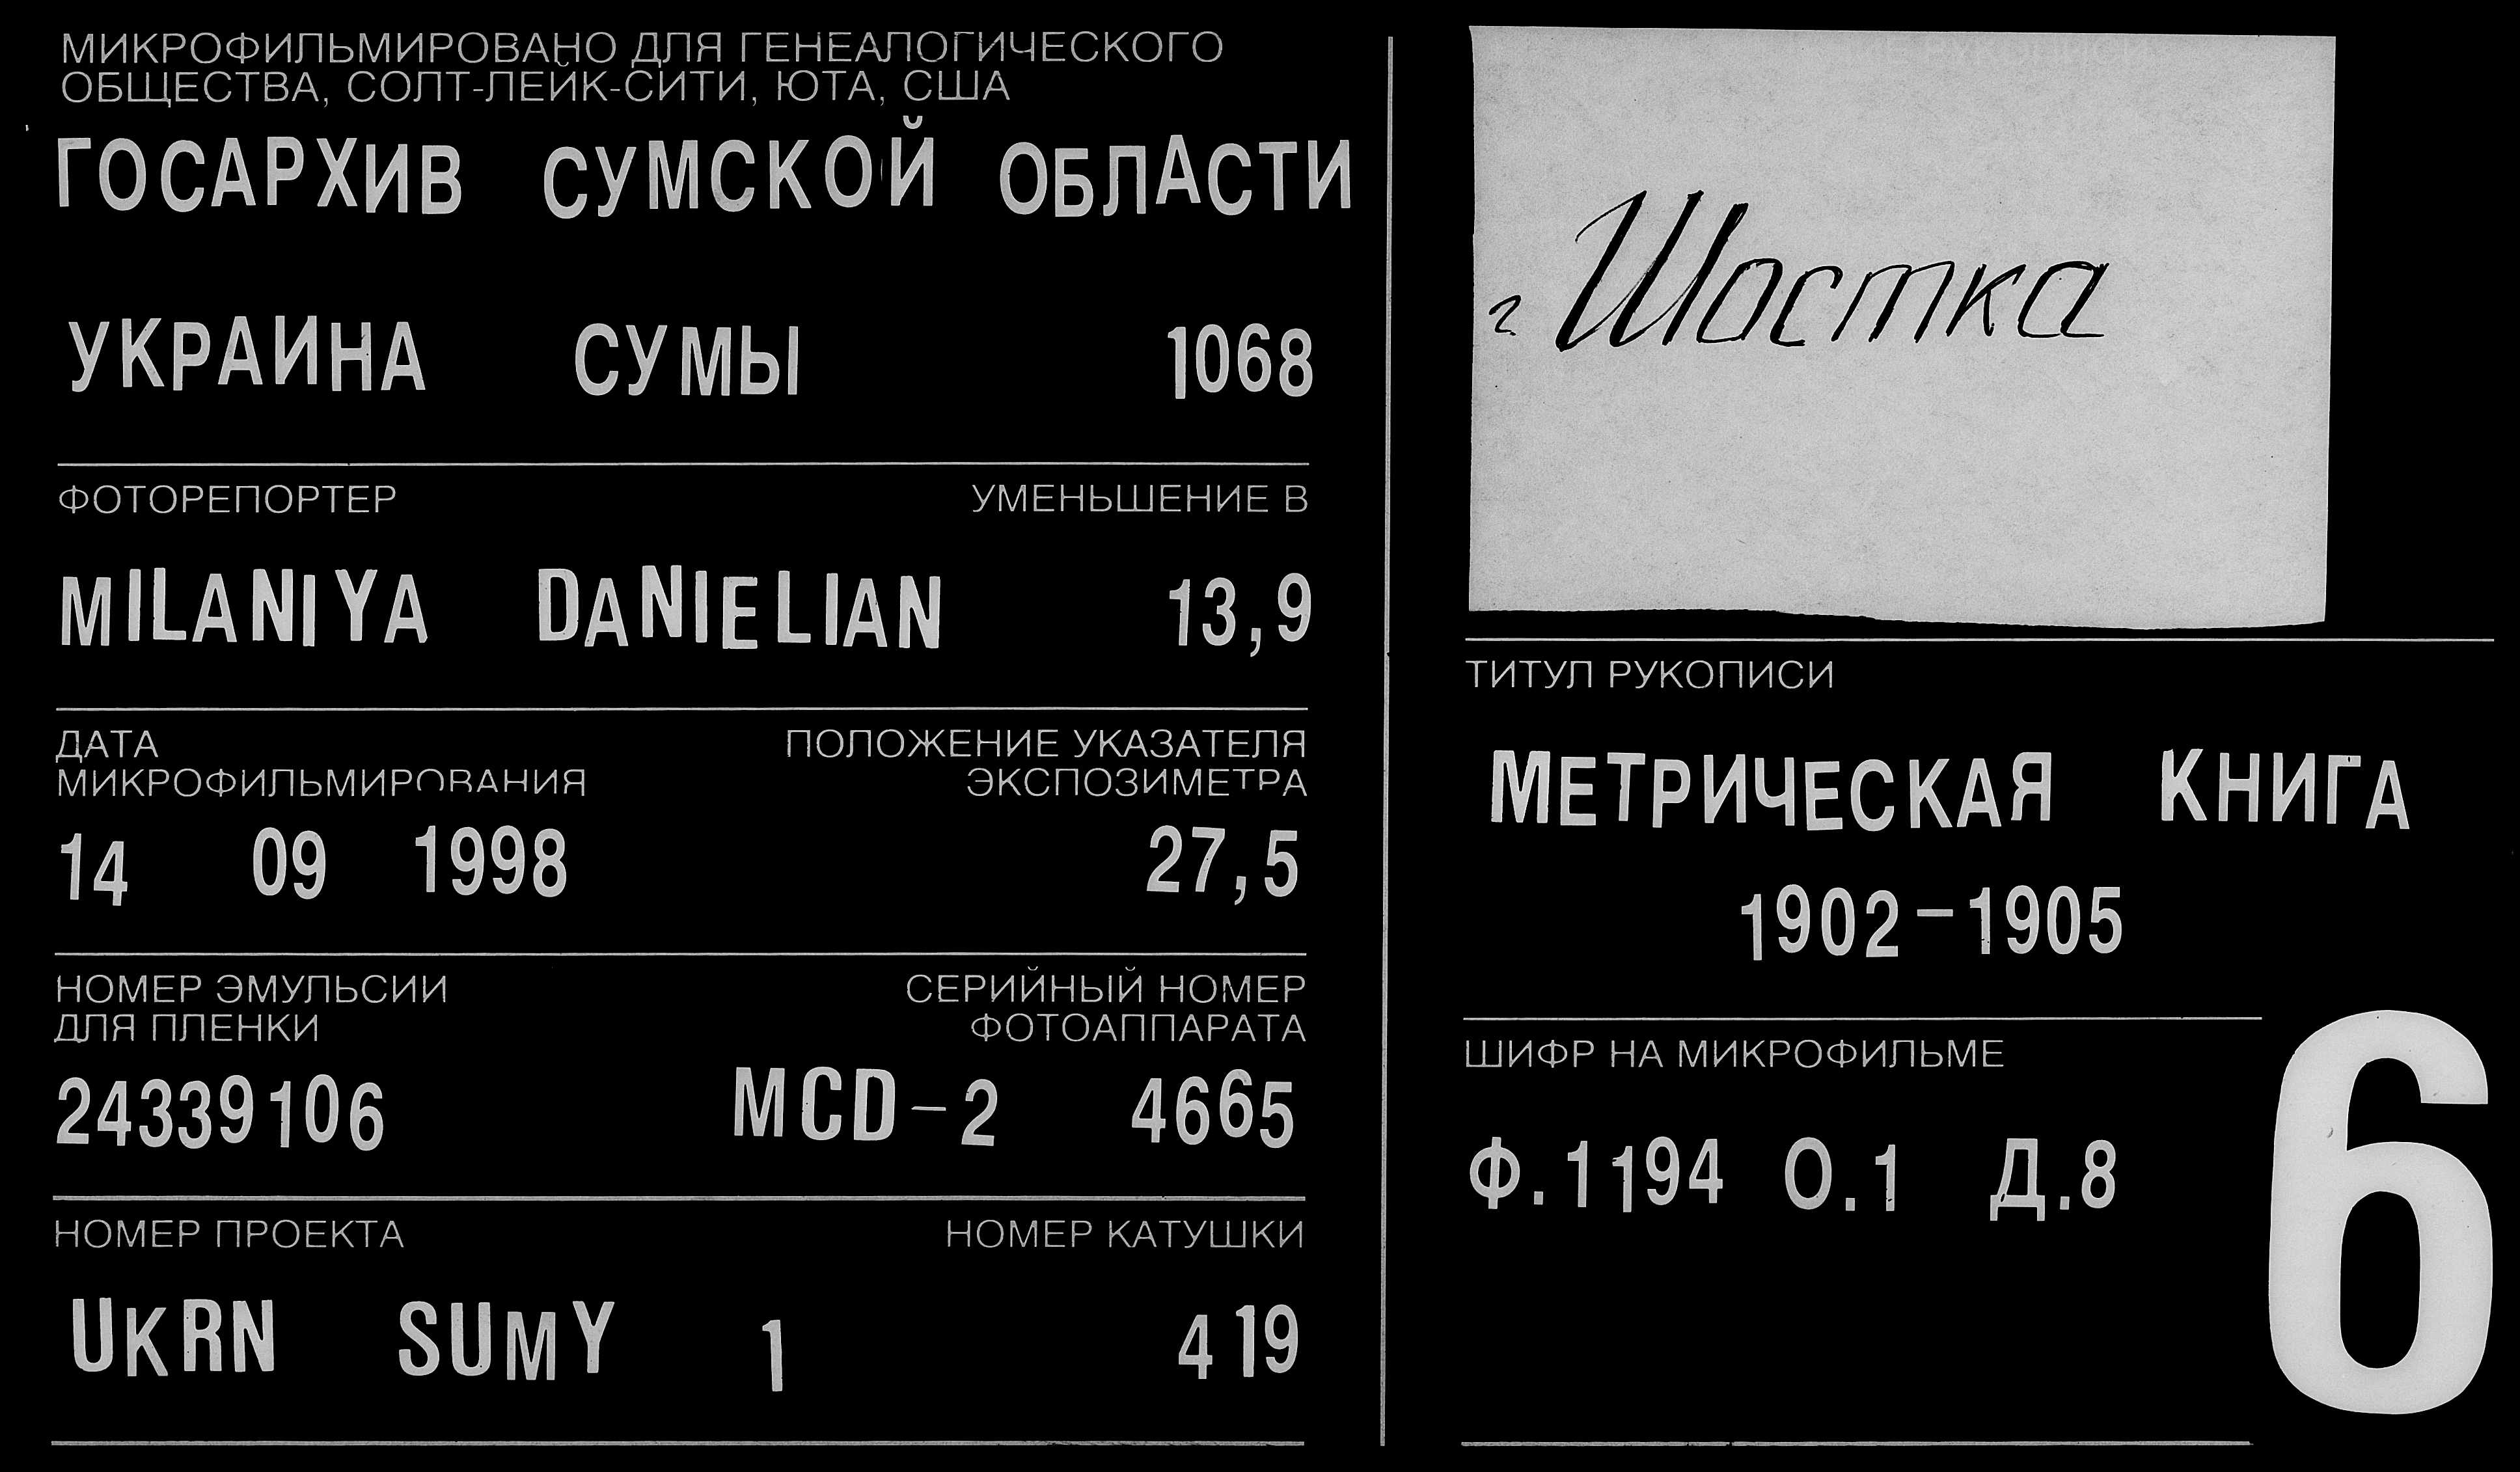 МИКРОФИЛЬМИРОВАНО ДЛЯ ГЕНЕАЛОГИЧЕСКОГО
ОБЩЕСТВА, СОЛТ-ЛЕЙК-СИТИ, ЮТА, США
ГОСАРХИВ СУМСКОЙ ОБЛАСТИ
УКРАИНА СУМЫ 1068
ФОТОРЕПОРТЕР УМЕНЬШЕНИЕ В
MILANIYA DANIELIAN 13,9
ДАТА ПОЛОЖЕНИЕ УКАЗАТЕЛЯ
МИКРОФИЛЬМИРОВАНИЯ ЭКСПОЗИМЕТРА
14 09 1998 27,5
НОМЕР ЭМУЛЬСИИ СЕРИЙНЫЙ НОМЕР
ДЛЯ ПЛЕНКИ ФОТОАППАРАТА
24339106 MCD-2 4665
НОМЕР ПРОЕКТА НОМЕР КАТУШКИ
UKRN SUMY 1 419
г Шостка
ТИТУЛ РУКОПИСИ
МЕТРИЧЕСКАЯ КНИГА
1902-1905
ШИФР НА МИКРОФИЛЬМЕ
Ф.1194 О.1 Д.8
6